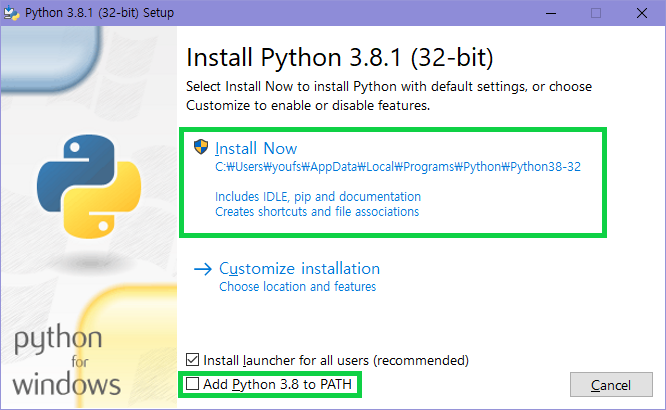 Python 3.8.1 (32-bit) Setup
Install Python 3.8.1 (32-bit)
Select Install Now to install Python with default settings, or choose
Customize to enable or disable features.
Install Now
C:₩Users₩youfs₩AppData₩Local₩Programs₩Python₩Python38-32
Includes IDLE, pip and documentation
Creates shortcuts and file associations
Customize installation
Choose location and features
python
for
windows
Install launcher for all users (recommended)
Add Python 3.8 to PATH
Cancel